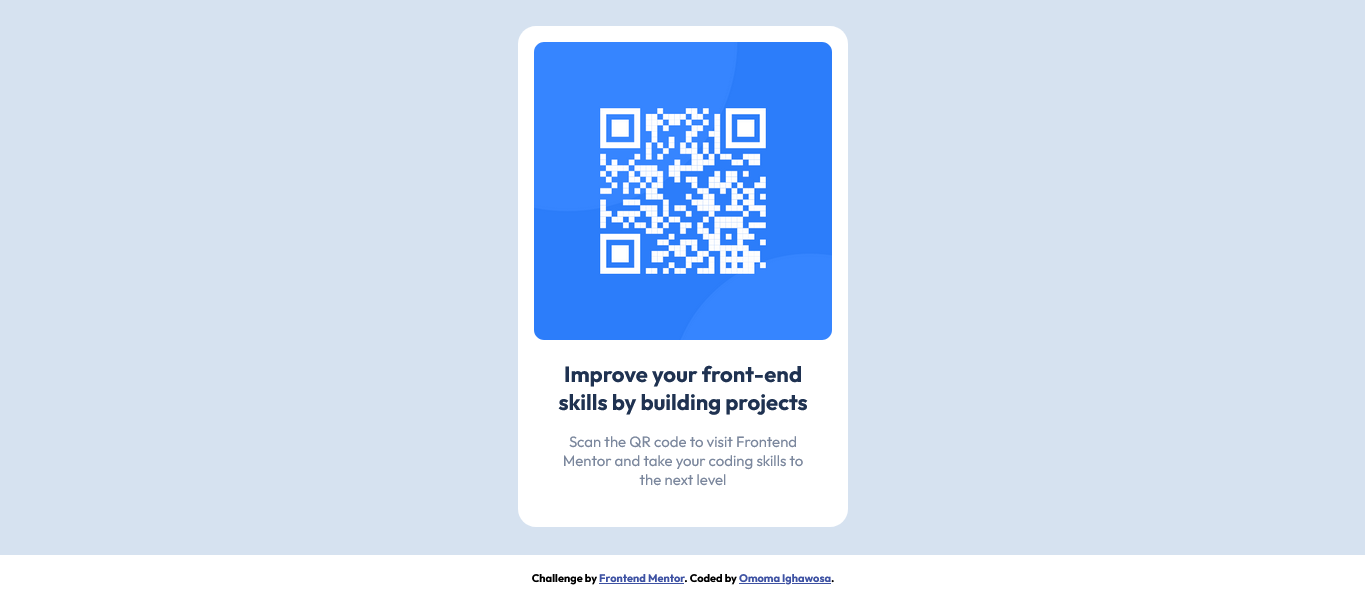 Improve your front-end
skills by building projects
Scan the QR code to visit Frontend
Mentor and take your coding skills to
the next level
Challenge by Frontend Mentor. Coded by Omoma Ighawosa.